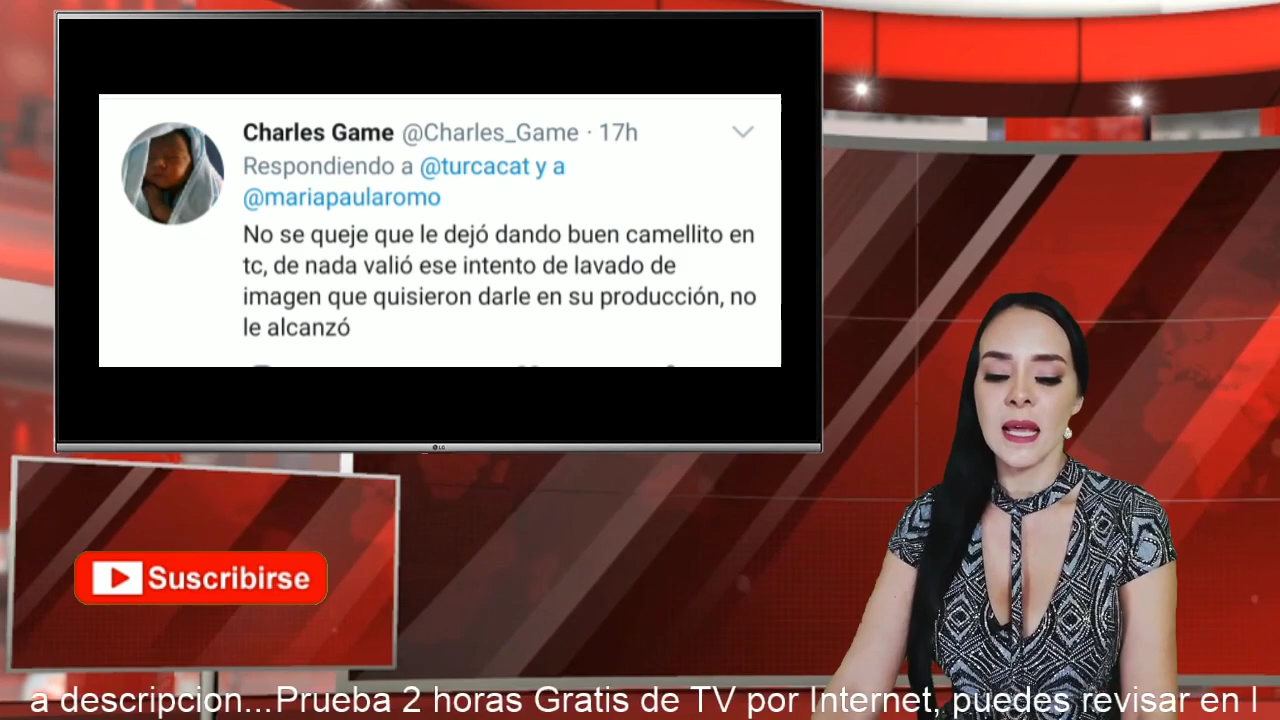 Charles Game @Charles_Game · 17h
Respondiendo a @turcacat y a
@mariapaularomo
No se queje que le dejó dando buen camellito en
tc, de nada valió ese intento de lavado de
imagen que quisieron darle en su producción, no
le alcanzó
LG
Suscribirse
a descripcion...Prueba 2 horas Gratis de TV por Internet, puedes revisar en l